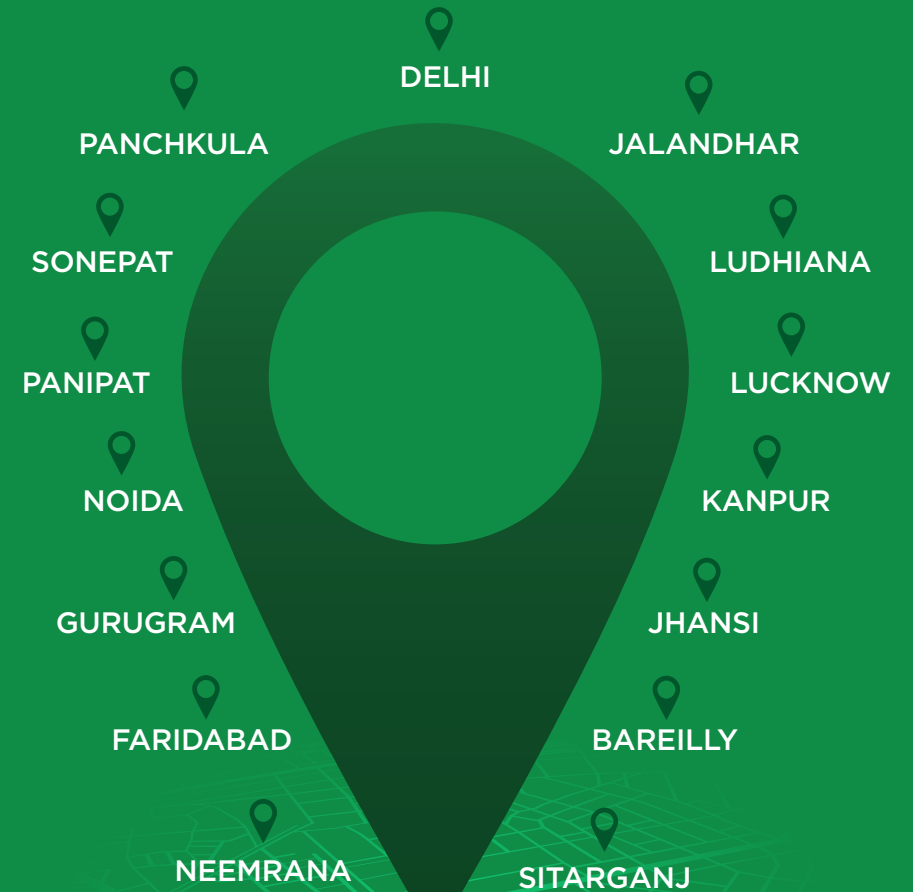 DELHI
PANCHKULA
JALANDHAR
SONEPAT
LUDHIANA
PANIPAT
LUCKNOW
NOIDA
KANPUR
GURUGRAM
JHANSI
FARIDABAD
BAREILLY
NEEMRANA
SITARGANJ